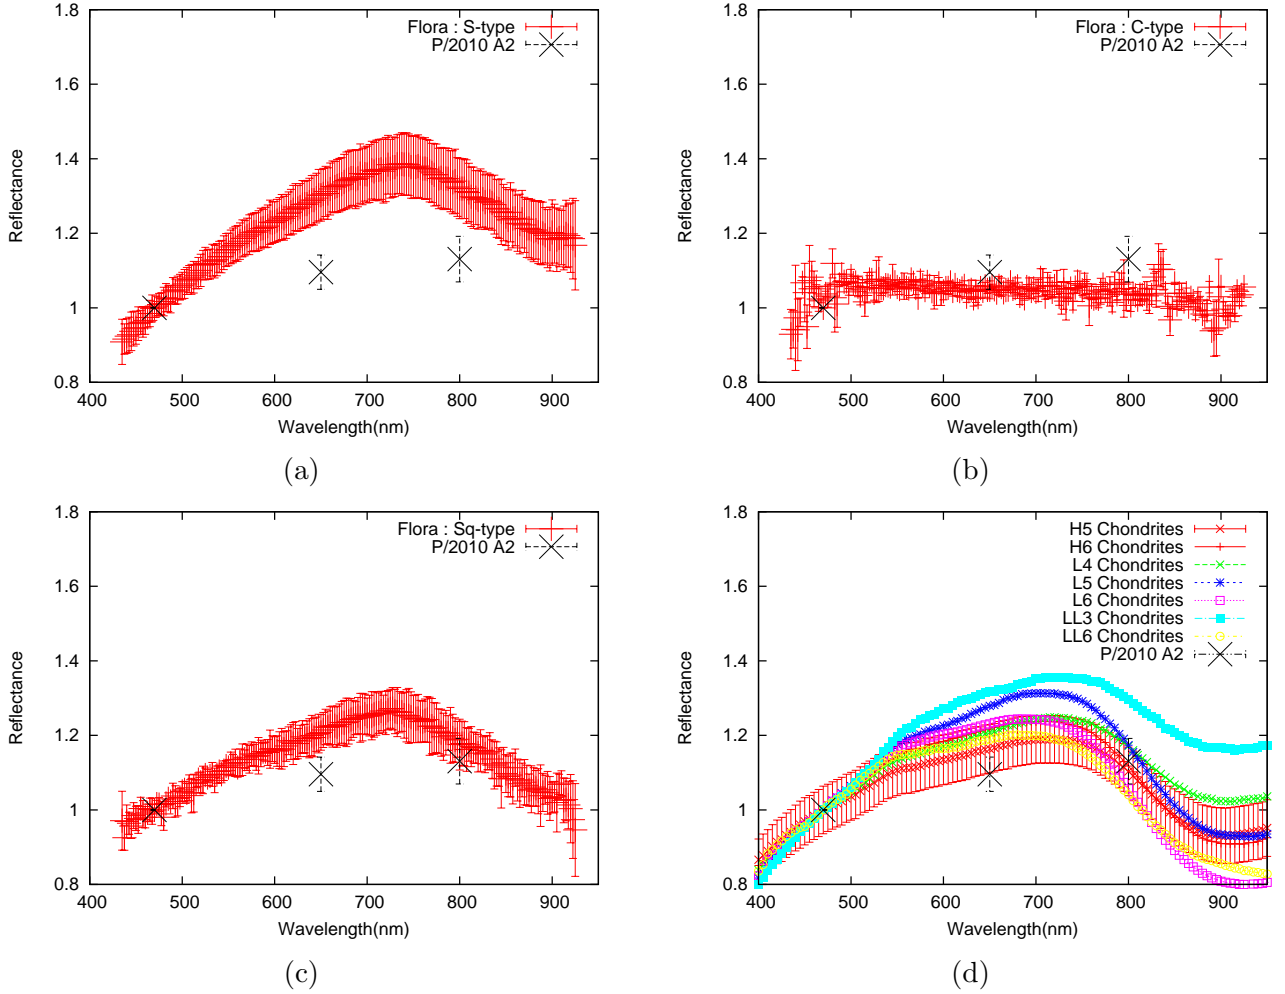 1.8
1.6
1.4
1.2
1
0.8
400 500 600 700 800 900
Reflectance
Wavelength(nm)
Flora : S-type
P/2010 A2
(a)
1.8
1.6
1.4
1.2
1
0.8
400 500 600 700 800 900
Reflectance
Wavelength(nm)
Flora : C-type
P/2010 A2
(b)
1.8
1.6
1.4
1.2
1
0.8
400 500 600 700 800 900
Reflectance
Wavelength(nm)
Flora : Sq-type
P/2010 A2
(c)
1.8
1.6
1.4
1.2
1
0.8
400 500 600 700 800 900
Reflectance
Wavelength(nm)
H5 Chondrites
H6 Chondrites
L4 Chondrites
L5 Chondrites
L6 Chondrites
LL3 Chondrites
LL6 Chondrites
P/2010 A2
(d)